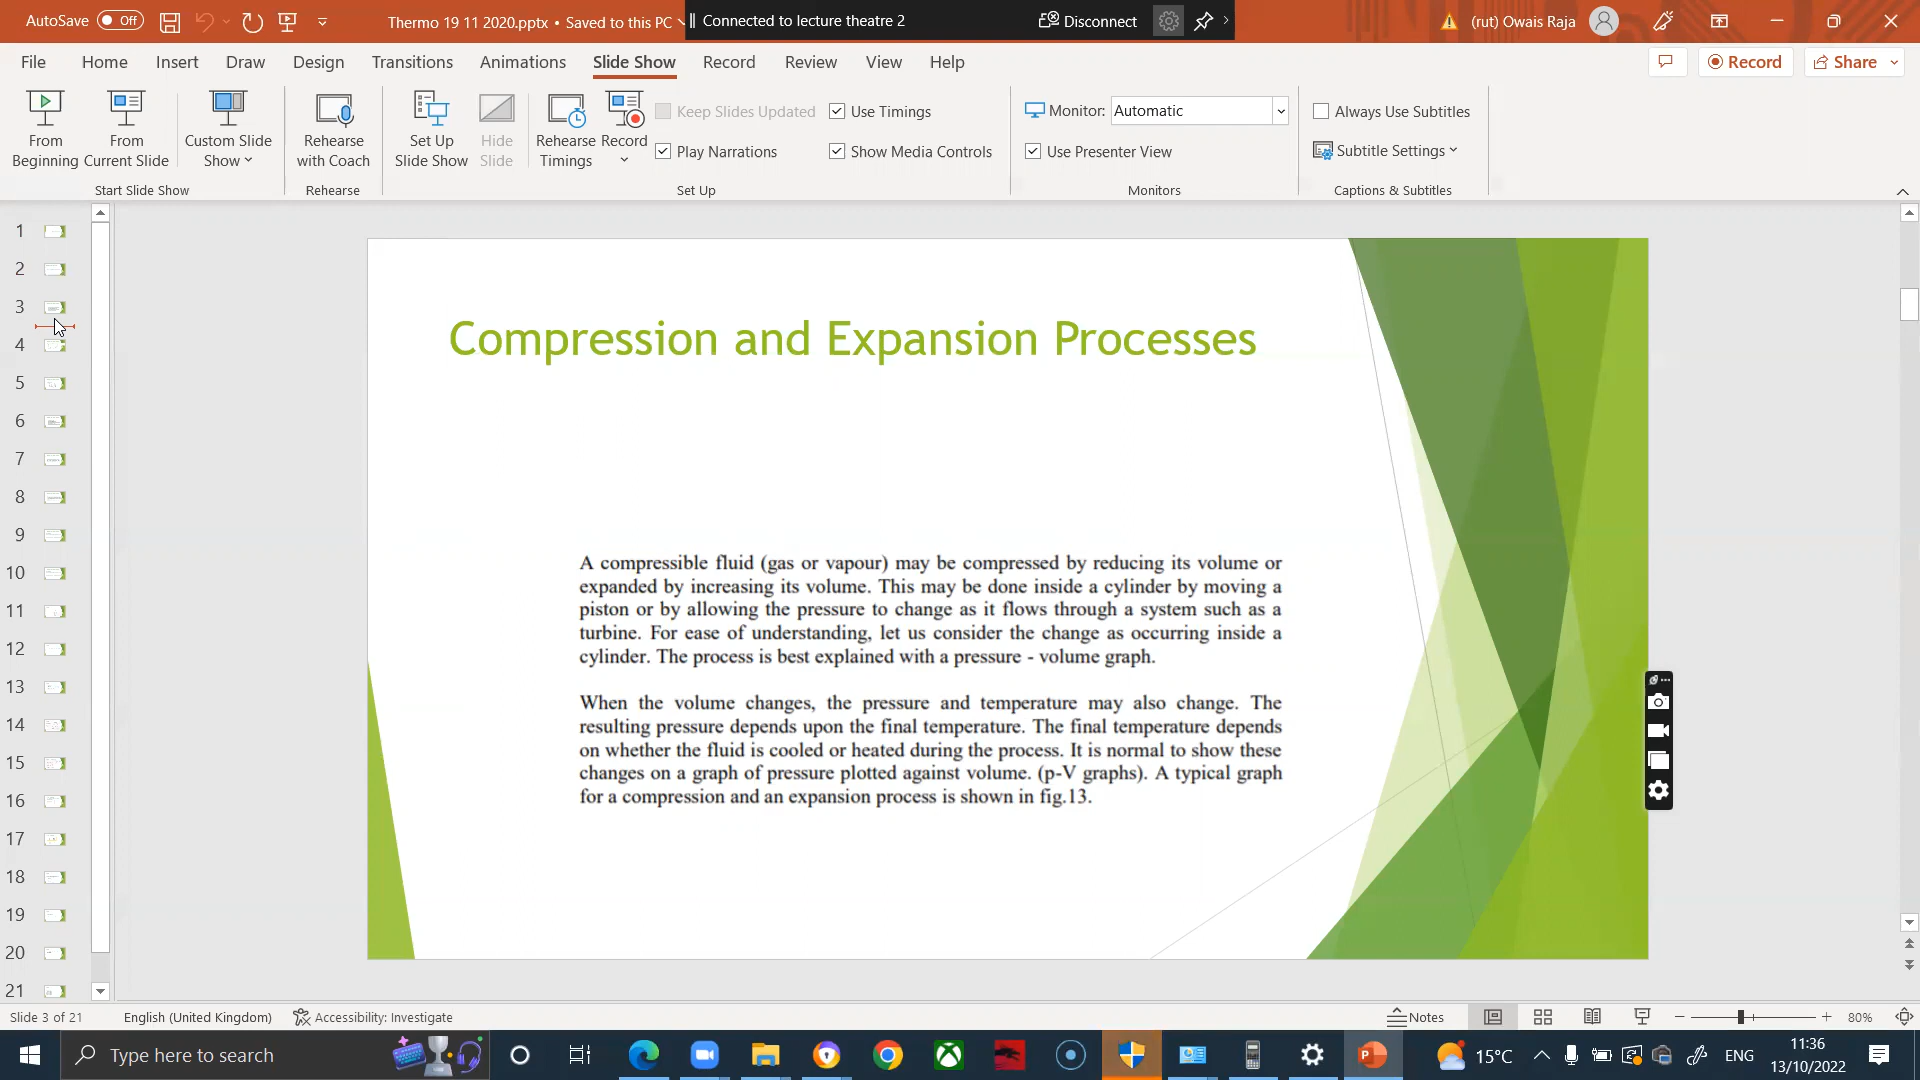 AutoSave Off Thermo 19 11 2020.pptx • Saved to this PC Connected to lecture theatre 2 Disconnect (rut) Owais Raja
File Home Insert Draw Design Transitions Animations Slide Show Record Review View Help Record Share
From Beginning
From Current Slide
Custom Slide Show
Start Slide Show
Rehearse with Coach
Rehearse
Set Up Slide Show
Hide Slide
Rehearse Timings
Record
Keep Slides Updated
Play Narrations
Use Timings
Show Media Controls
Set Up
Monitor: Automatic
Use Presenter View
Monitors
Always Use Subtitles
Subtitle Settings
Captions & Subtitles
1
2
3
4
5
6
7
8
9
10
11
12
13
14
15
16
17
18
19
20
21
Compression and Expansion Processes
A compressible fluid (gas or vapour) may be compressed by reducing its volume or
expanded by increasing its volume. This may be done inside a cylinder by moving a
piston or by allowing the pressure to change as it flows through a system such as a
turbine. For ease of understanding, let us consider the change as occurring inside a
cylinder. The process is best explained with a pressure - volume graph.
When the volume changes, the pressure and temperature may also change. The
resulting pressure depends upon the final temperature. The final temperature depends
on whether the fluid is cooled or heated during the process. It is normal to show these
changes on a graph of pressure plotted against volume. (p-V graphs). A typical graph
for a compression and an expansion process is shown in fig.13.
Slide 3 of 21 English (United Kingdom) Accessibility: Investigate Notes 80%
Type here to search 15°C ENG 11:36
13/10/2022